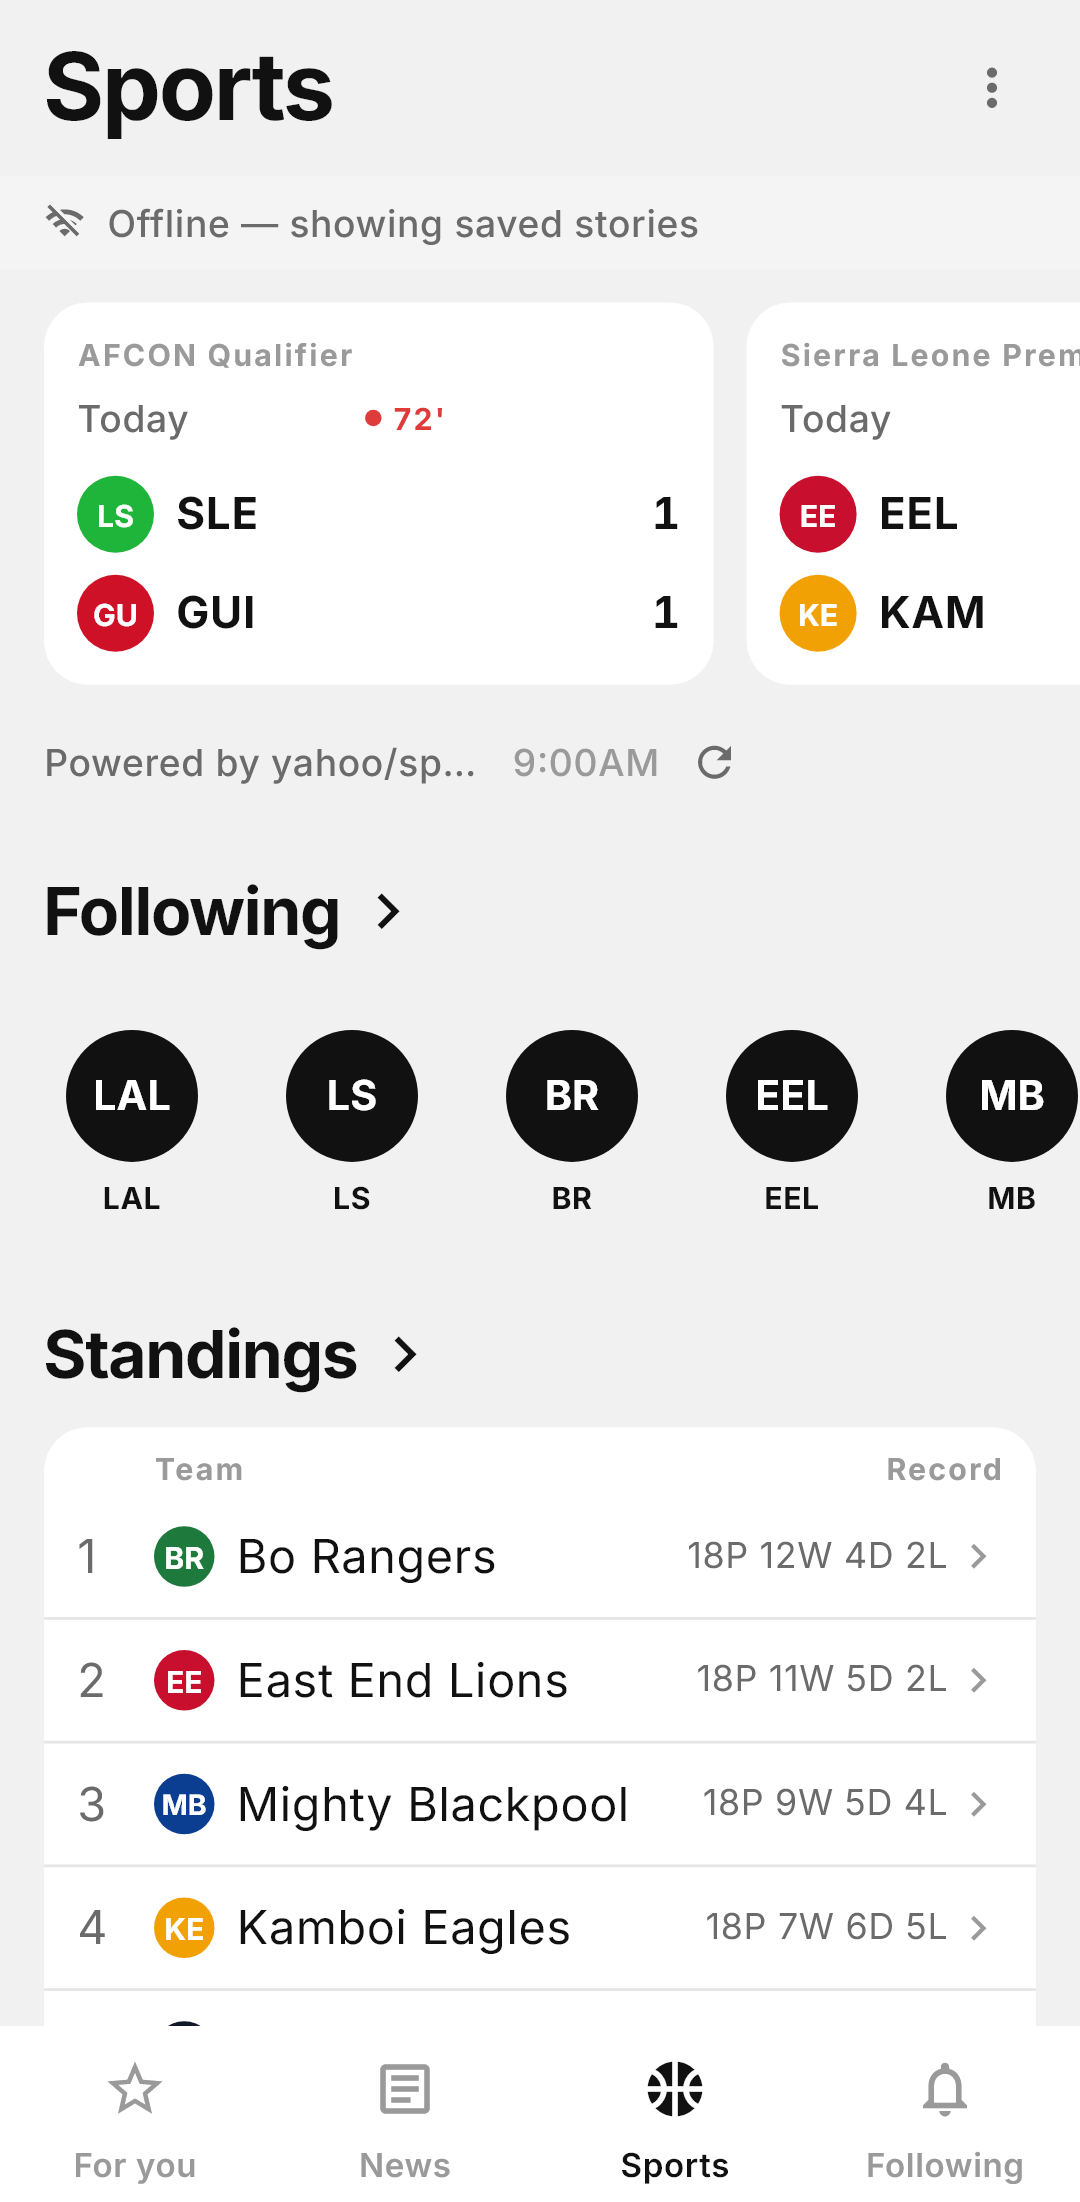 Sports
Offline — showing saved stories
AFCON Qualifier
Today 72'
LS SLE 1
GU GUI 1
Sierra Leone Prem
Today
EE EEL
KE KAM
Powered by yahoo/sp... 9:00AM
Following
LAL LS BR EEL MB
LAL LS BR EEL MB
Standings
Team Record
1 BR Bo Rangers 18P 12W 4D 2L
2 EE East End Lions 18P 11W 5D 2L
3 MB Mighty Blackpool 18P 9W 5D 4L
4 KE Kamboi Eagles 18P 7W 6D 5L
For you News Sports Following